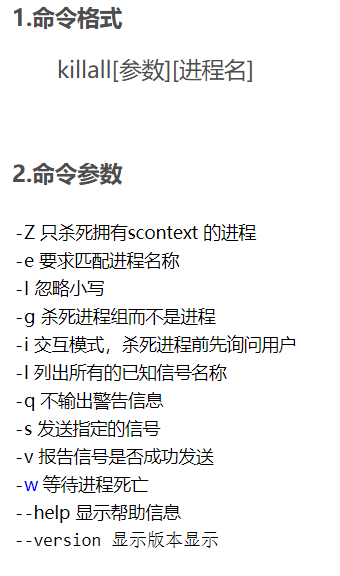 1.命令格式
killall[参数][进程名]
2.命令参数
-Z 只杀死拥有scontext 的进程
-e 要求匹配进程名称
-I 忽略小写
-g 杀死进程组而不是进程
-i 交互模式，杀死进程前先询问用户
-l 列出所有的已知信号名称
-q 不输出警告信息
-s 发送指定的信号
-v 报告信号是否成功发送
-w 等待进程死亡
--help 显示帮助信息
--version 显示版本显示